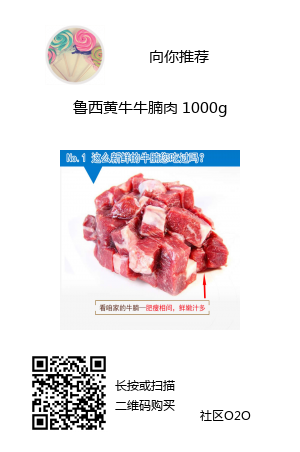 向你推荐
鲁西黄牛牛腩肉 1000g
No.1 这么新鲜的牛腩您吃过吗？
看咱家的牛腩—肥瘦相间，鲜嫩汁多
长按或扫描
二维码购买
社区O2O